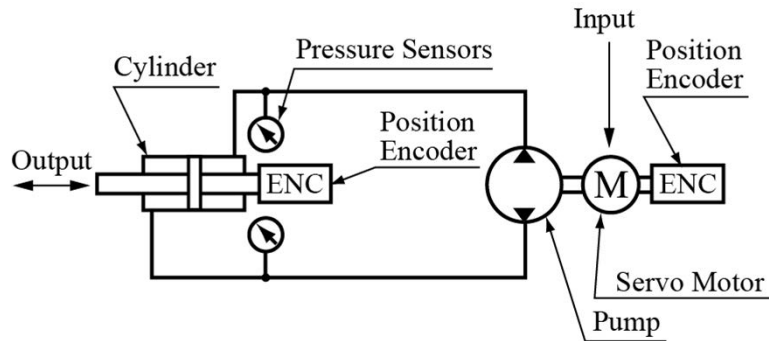 Input
Pressure Sensors
Position
Encoder
Cylinder
Position
Encoder
Output
ENC
M
ENC
Servo Motor
Pump